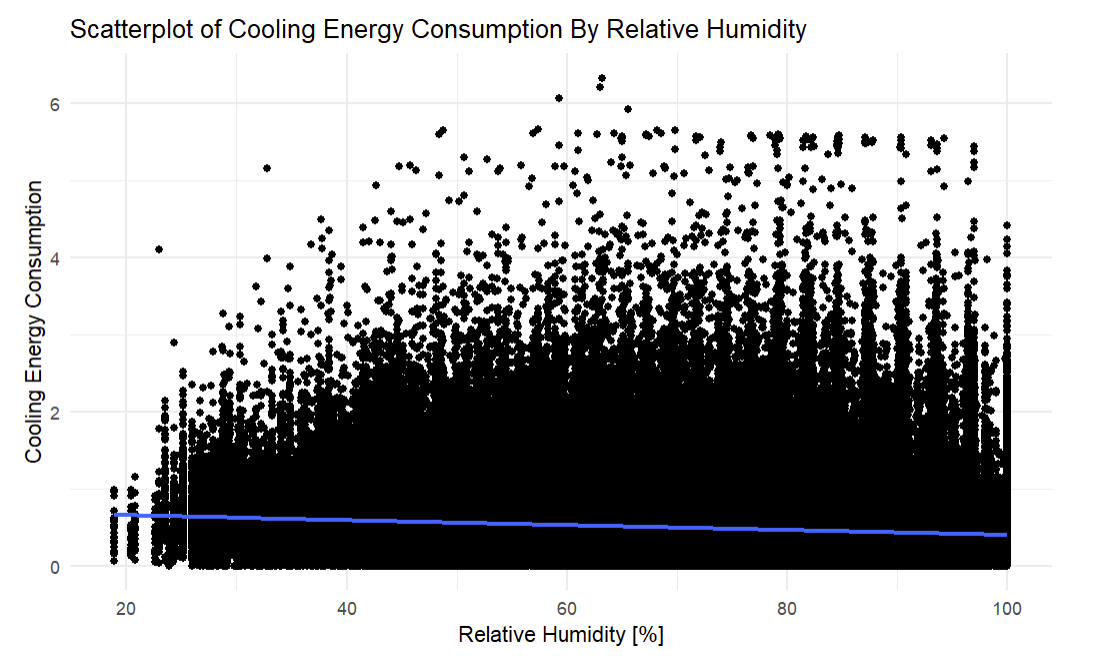 Scatterplot of Cooling Energy Consumption By Relative Humidity
Cooling Energy Consumption
6
4
2
0
20 40 60 80 100
Relative Humidity [%]